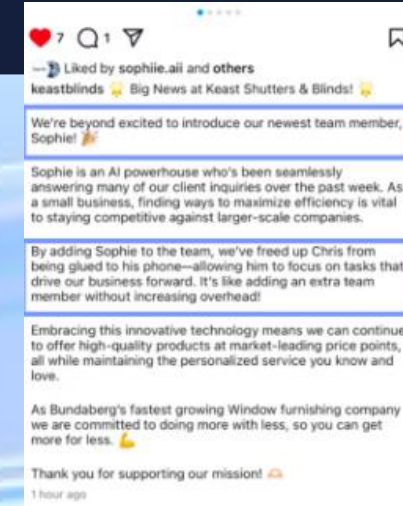 7 1
Liked by sophiie.aii and others
keastblinds Big News at Keast Shutters & Blinds!
We're beyond excited to introduce our newest team member,
Sophie! 🎉
Sophie is an AI powerhouse who's been seamlessly
answering many of our client inquiries over the past week. As
a small business, finding ways to maximize efficiency is vital
to staying competitive against larger-scale companies.
By adding Sophie to the team, we've freed up Chris from
being glued to his phone—allowing him to focus on tasks that
drive our business forward. It's like adding an extra team
member without increasing overhead!
Embracing this innovative technology means we can continue
to offer high-quality products at market-leading price points,
all while maintaining the personalized service you know and
love.
As Bundaberg's fastest growing Window furnishing company
we are committed to doing more with less, so you can get
more for less. 💪
Thank you for supporting our mission! 🫶🏻
1 hour ago